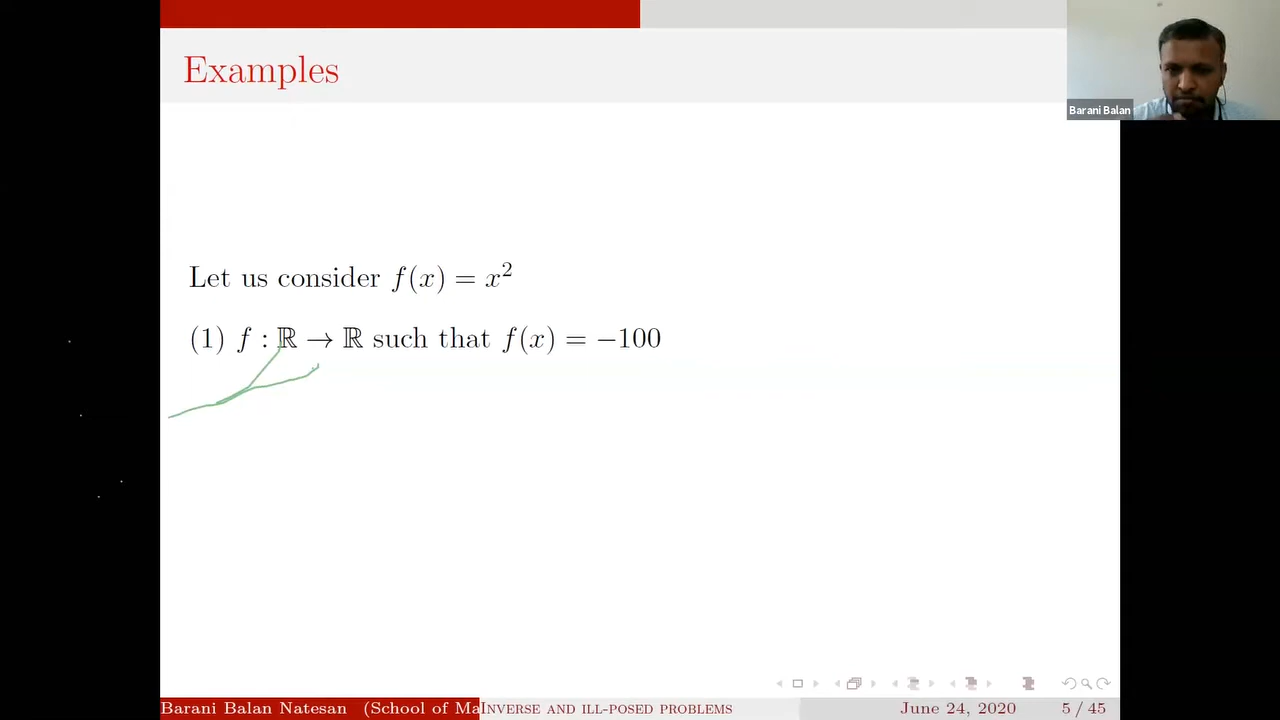 Examples
Barani Balan
Let us consider f(x) = x²
(1) f : ℝ → ℝ such that f(x) = −100
Barani Balan Natesan (School of Ma
Inverse and ill-posed problems
June 24, 2020
5 / 45